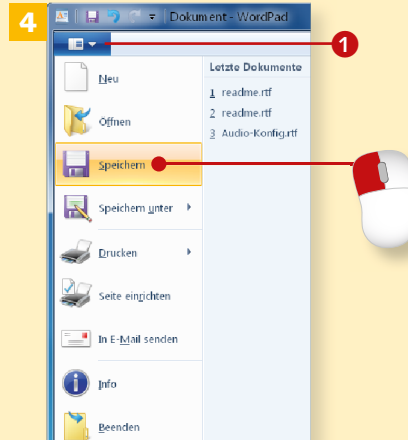 4
Dokument - WordPad
1
Letzte Dokumente
1 readme.rtf
2 readme.rtf
3 Audio-Konfig.rtf
Neu
Öffnen
Speichern
Speichern unter
Drucken
Seite einrichten
In E-Mail senden
Info
Beenden